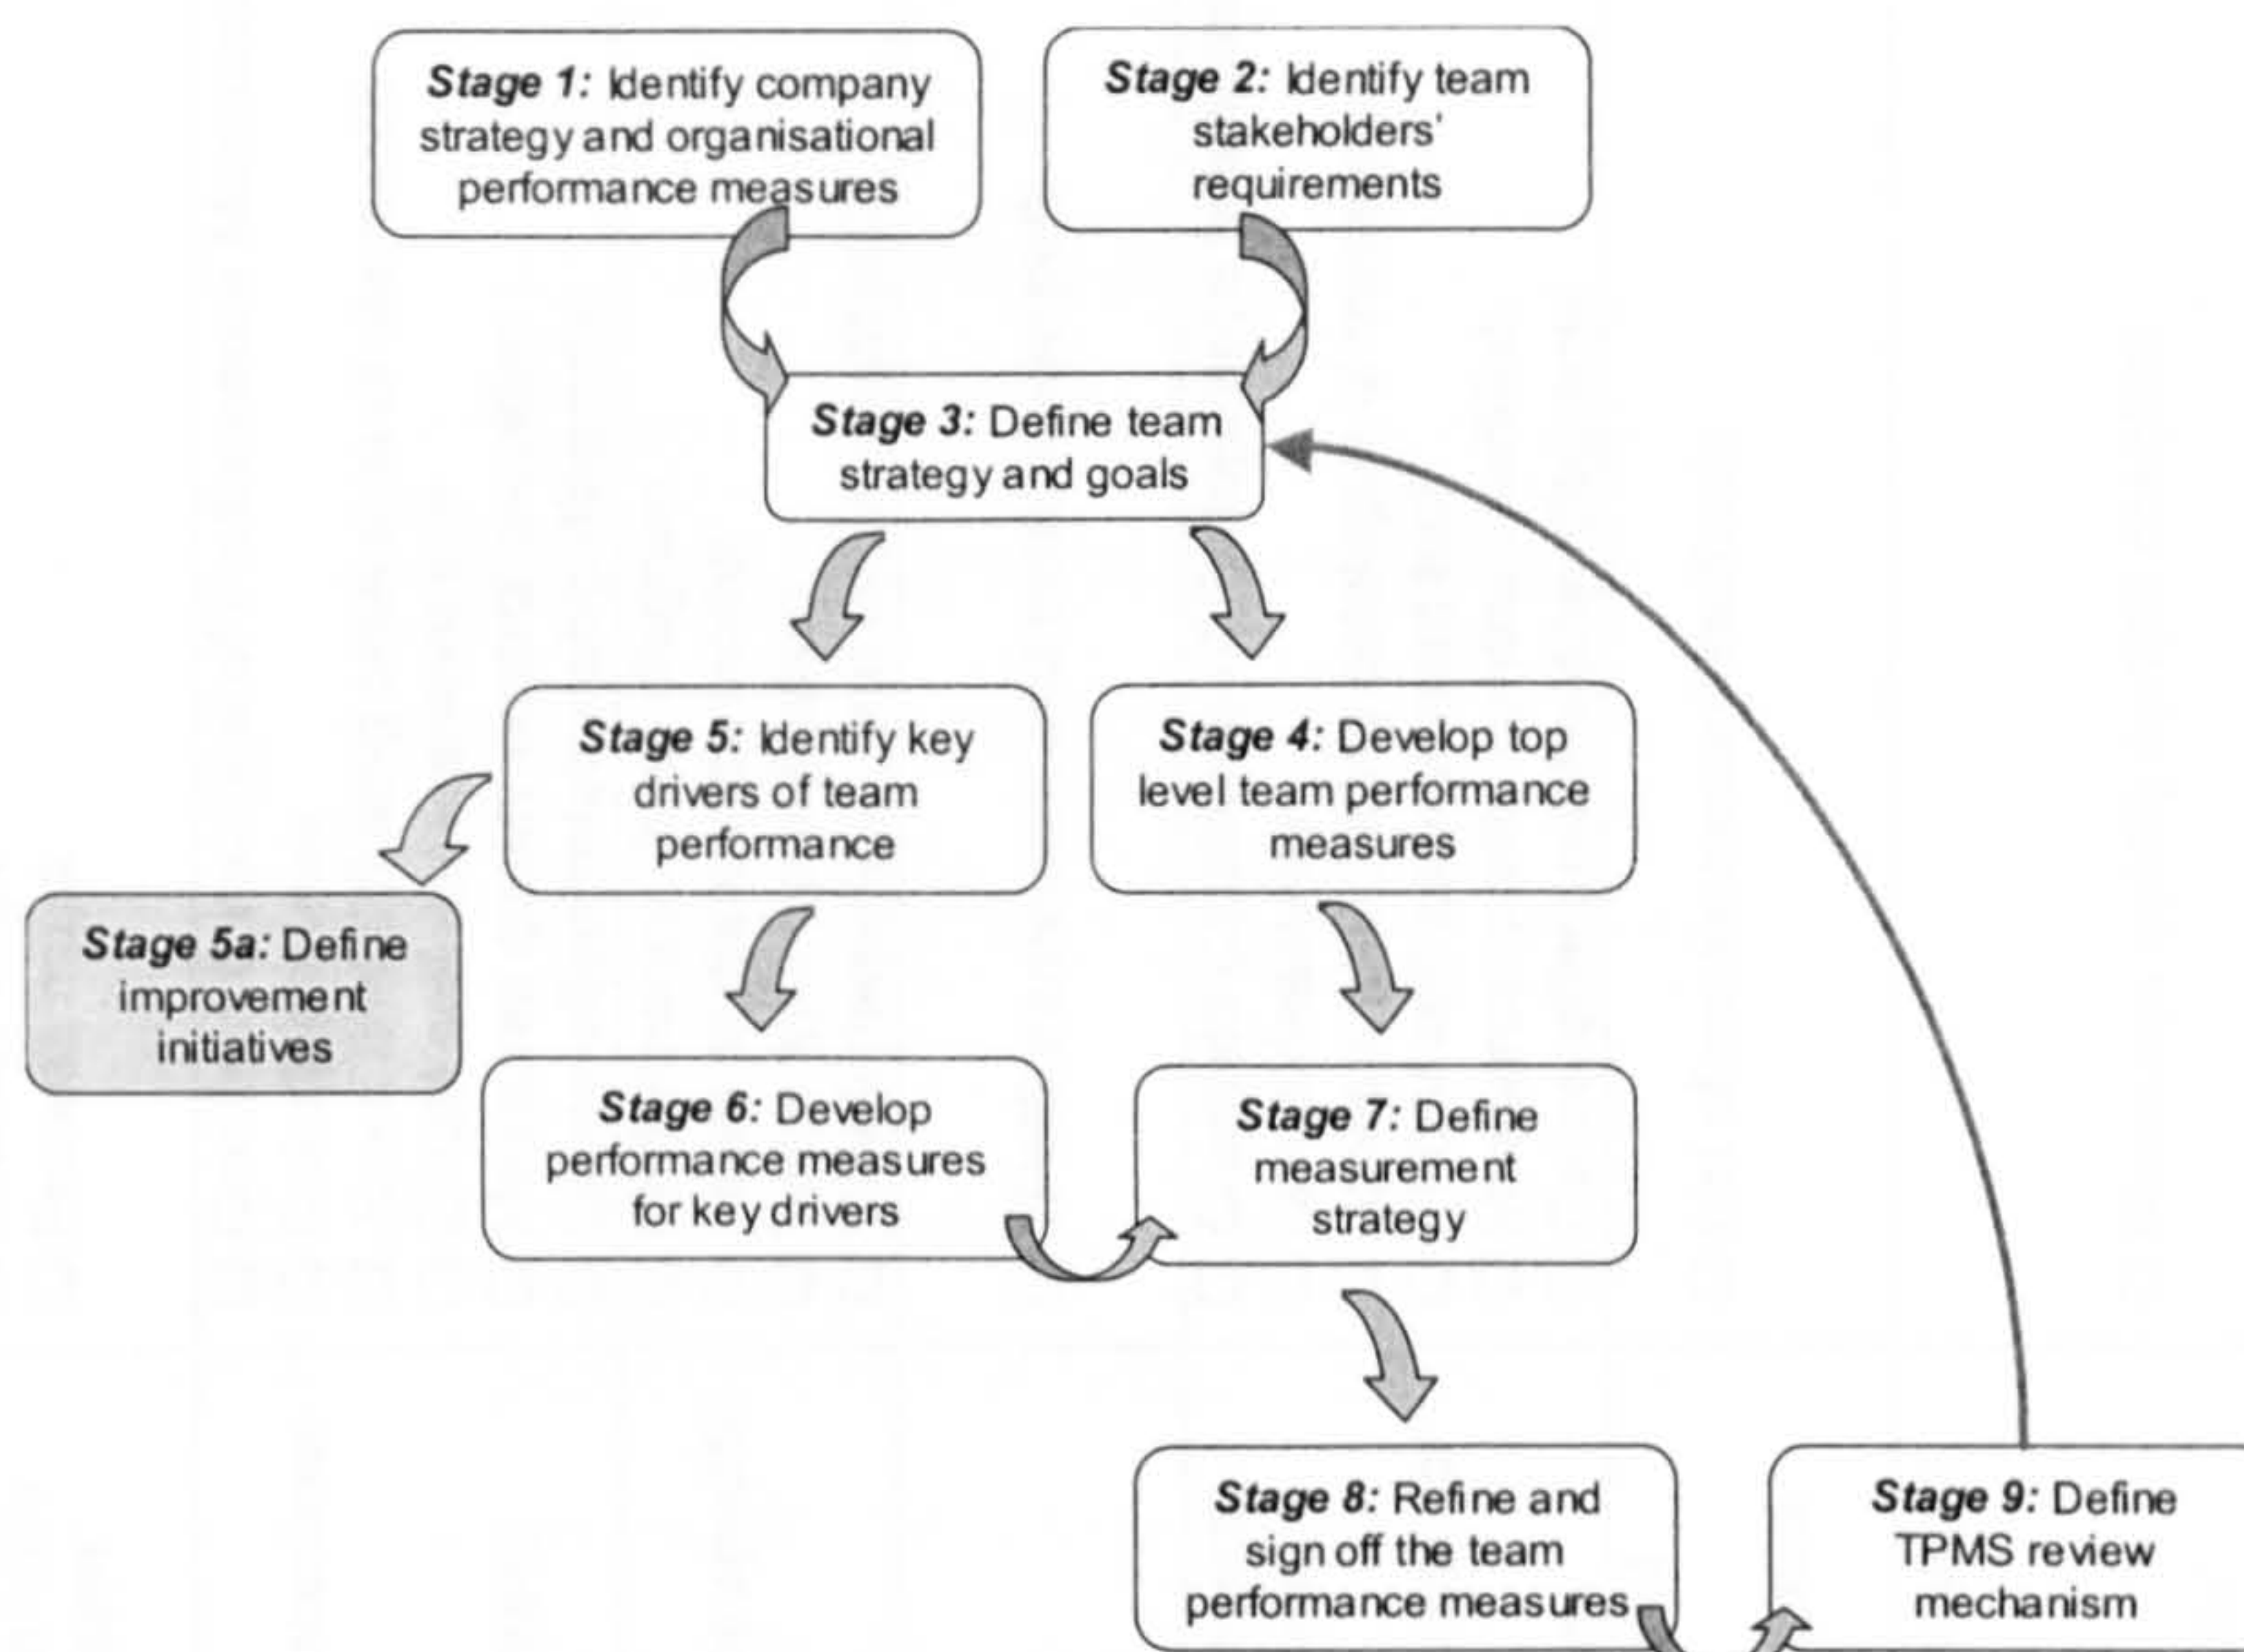 Stage 1: Identify company
strategy and organisational
performance measures
Stage 2: Identify team
stakeholders'
requirements
Stage 3: Define team
strategy and goals
Stage 5: Identify key
drivers of team
performance
Stage 4: Develop top
level team performance
measures
Stage 5a: Define
improvement
initiatives
Stage 6: Develop
performance measures
for key drivers
Stage 7: Define
measurement
strategy
Stage 8: Refine and
sign off the team
performance measures
Stage 9: Define
TPMS review
mechanism